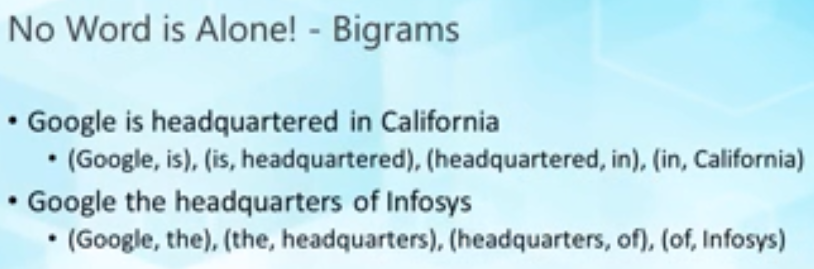 No Word is Alone! - Bigrams
• Google is headquartered in California
• (Google, is), (is, headquartered), (headquartered, in), (in, California)
• Google the headquarters of Infosys
• (Google, the), (the, headquarters), (headquarters, of), (of, Infosys)